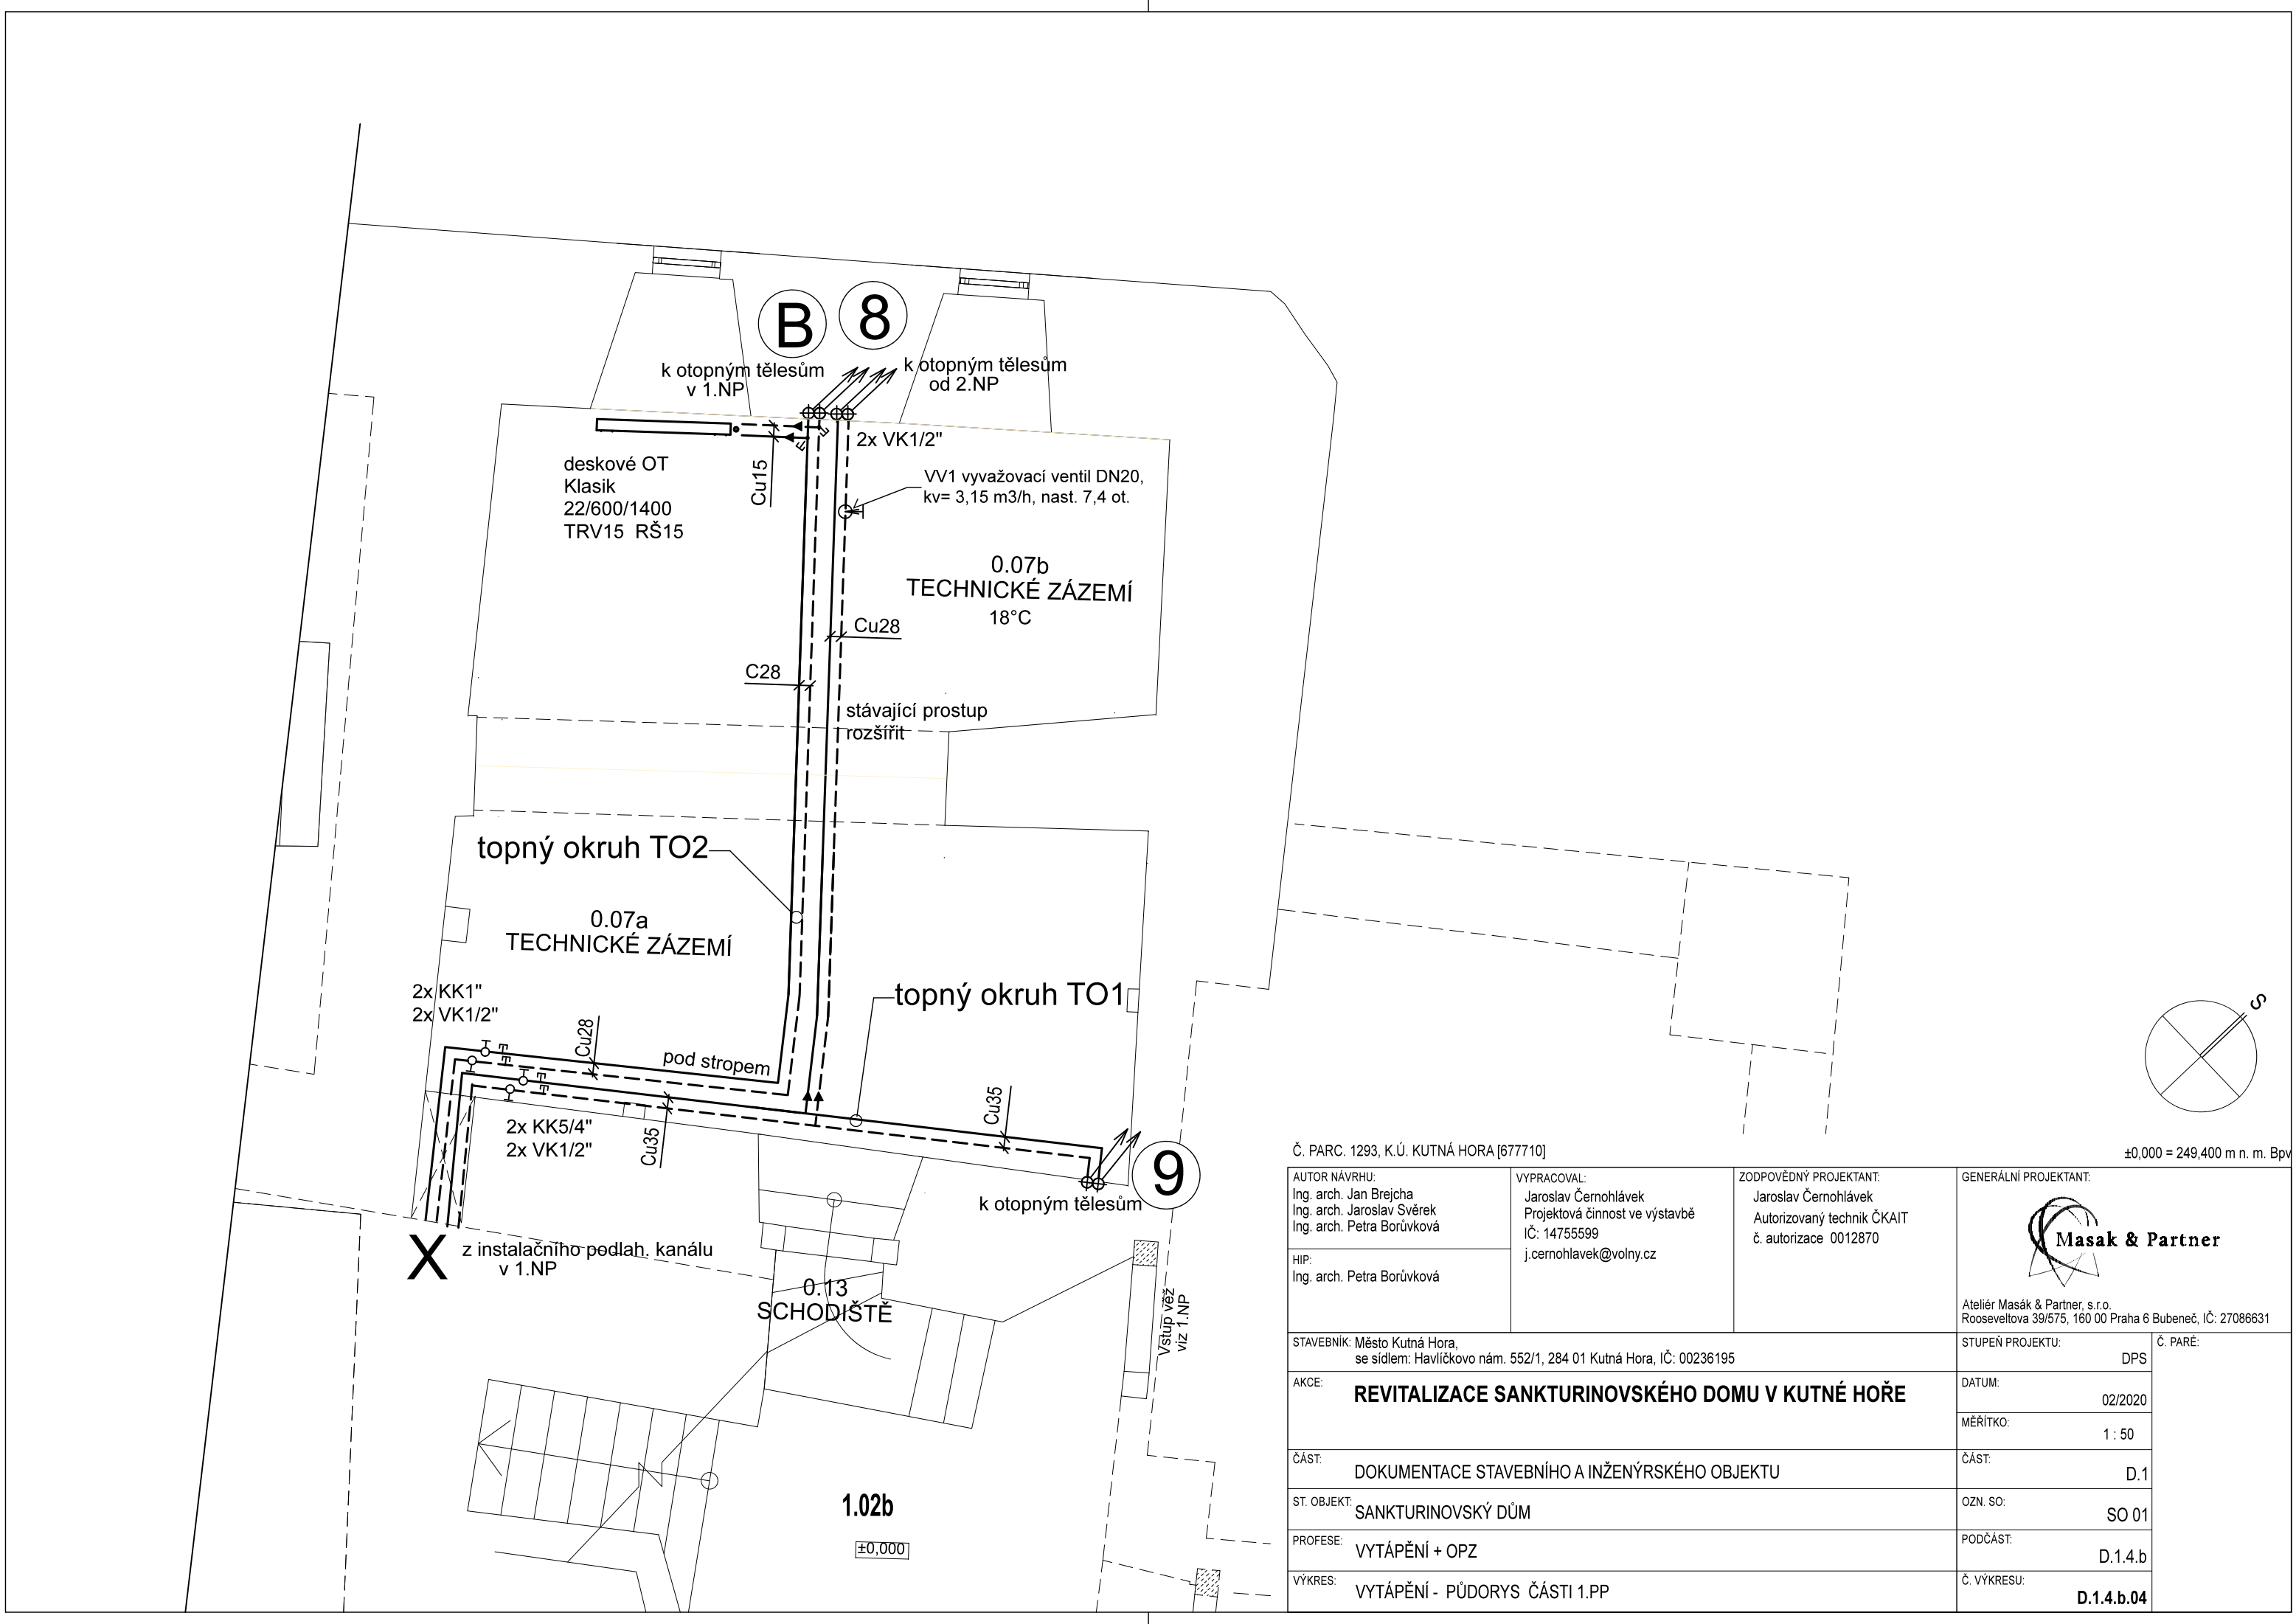 B
8
k otopným tělesům
v 1.NP
k otopným tělesům
od 2.NP
2x VK1/2"
deskové OT
Klasik
22/600/1400
TRV15  RŠ15
Cu15
VV1 vyvažovací ventil DN20,
kv= 3,15 m3/h, nast. 7,4 ot.
0.07b
TECHNICKÉ ZÁZEMÍ
18°C
Cu28
C28
stávající prostup
rozšířit
topný okruh TO2
0.07a
TECHNICKÉ ZÁZEMÍ
2x KK1"
2x VK1/2"
topný okruh TO1
Cu28
pod stropem
Cu35
2x KK5/4"
2x VK1/2"
Cu35
9
k otopným tělesům
X
z instalačního podlah. kanálu
v 1.NP
0.13
SCHODIŠTĚ
Vstup věž
viz 1.NP
1.02b
±0,000
S
Č. PARC. 1293, K.Ú. KUTNÁ HORA [677710]
±0,000 = 249,400 m n. m. Bpv
AUTOR NÁVRHU:
Ing. arch. Jan Brejcha
Ing. arch. Jaroslav Svěrek
Ing. arch. Petra Borůvková
HIP:
Ing. arch. Petra Borůvková
VYPRACOVAL:
Jaroslav Černohlávek
Projektová činnost ve výstavbě
IČ: 14755599
j.cernohlavek@volny.cz
ZODPOVĚDNÝ PROJEKTANT:
Jaroslav Černohlávek
Autorizovaný technik ČKAIT
č. autorizace  0012870
GENERÁLNÍ PROJEKTANT:
Masak & Partner
Ateliér Masák & Partner, s.r.o.
Rooseveltova 39/575, 160 00 Praha 6 Bubeneč, IČ: 27086631
STAVEBNÍK: Město Kutná Hora,
se sídlem: Havlíčkovo nám. 552/1, 284 01 Kutná Hora, IČ: 00236195
STUPEŇ PROJEKTU:
DPS
Č. PARÉ:
AKCE:
REVITALIZACE SANKTURINOVSKÉHO DOMU V KUTNÉ HOŘE
DATUM:
02/2020
MĚŘÍTKO:
1 : 50
ČÁST:
DOKUMENTACE STAVEBNÍHO A INŽENÝRSKÉHO OBJEKTU
ČÁST:
D.1
ST. OBJEKT:
SANKTURINOVSKÝ DŮM
OZN. SO:
SO 01
PROFESE:
VYTÁPĚNÍ + OPZ
PODČÁST:
D.1.4.b
VÝKRES:
VYTÁPĚNÍ -  PŮDORYS  ČÁSTI 1.PP
Č. VÝKRESU:
D.1.4.b.04